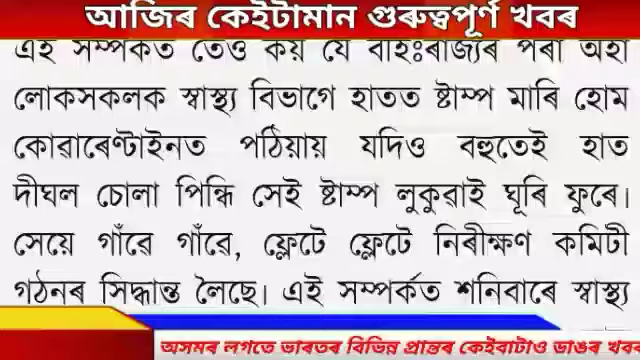 আজিৰ কেইটামান গুৰুত্বপূৰ্ণ খবৰ
এই সম্পৰ্কত তেওঁ কয় যে বাহিঃৰাজ্যৰ পৰা অহা
লোকসকলক স্বাস্থ্য বিভাগে হাতত ষ্টাম্প মাৰি হোম
কোৱাৰেণ্টাইনত পঠিয়ায় যদিও বহুতেই হাত
দীঘল চোলা পিন্ধি সেই ষ্টাম্প লুকুৱাই ঘূৰি ফুৰে।
সেয়ে গাঁৱে গাঁৱে, ফ্লেটে ফ্লেটে নিৰীক্ষণ কমিটী
গঠনৰ সিদ্ধান্ত লৈছে। এই সম্পৰ্কত শনিবাৰে স্বাস্থ্য
অসমৰ লগতে ভাৰতৰ বিভিন্ন প্ৰান্তৰ কেইবাটাও ডাঙৰ খবৰ